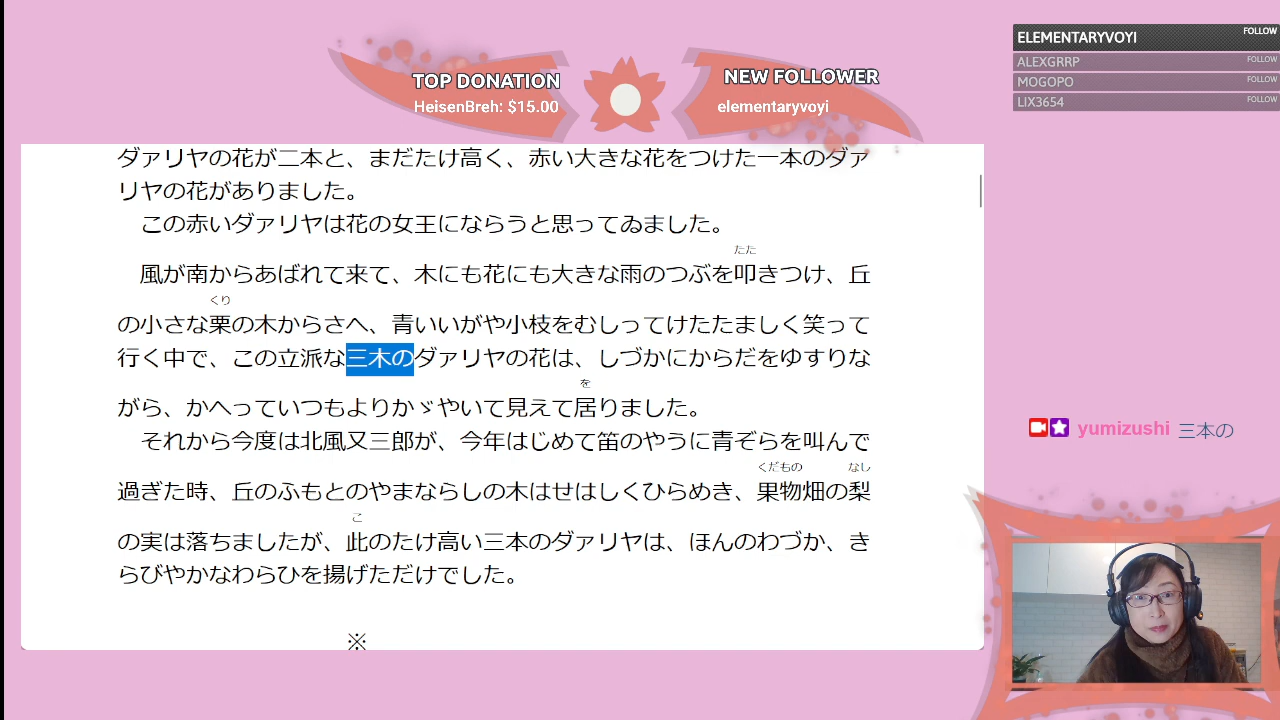 TOP DONATION
HeisenBreh: $15.00
NEW FOLLOWER
elementaryvoyi
ELEMENTARYVOYI FOLLOW
ALEXGRRP FOLLOW
MOGOPO FOLLOW
LIX3654 FOLLOW
ダァリヤの花が二本と、まだたけ高く、赤い大きな花をつけた一本のダァ
リヤの花がありました。
この赤いダァリヤは花の女王にならうと思ってゐました。
たた
風が南からあばれて来て、木にも花にも大きな雨のつぶを叩きつけ、丘
くり
の小さな栗の木からさへ、青いいがや小枝をむしってけたたましく笑って
行く中で、この立派な三木のダァリヤの花は、しづかにからだをゆすりな
を
がら、かへっていつもよりかゞやいて見えて居りました。
それから今度は北風又三郎が、今年はじめて笛のやうに青ぞらを叫んで
くだもの なし
過ぎた時、丘のふもとのやまならしの木はせはしくひらめき、果物畑の梨
こ
の実は落ちましたが、此のたけ高い三本のダァリヤは、ほんのわづか、き
らびやかなわらひを揚げただけでした。
※
yumizushi 三本の